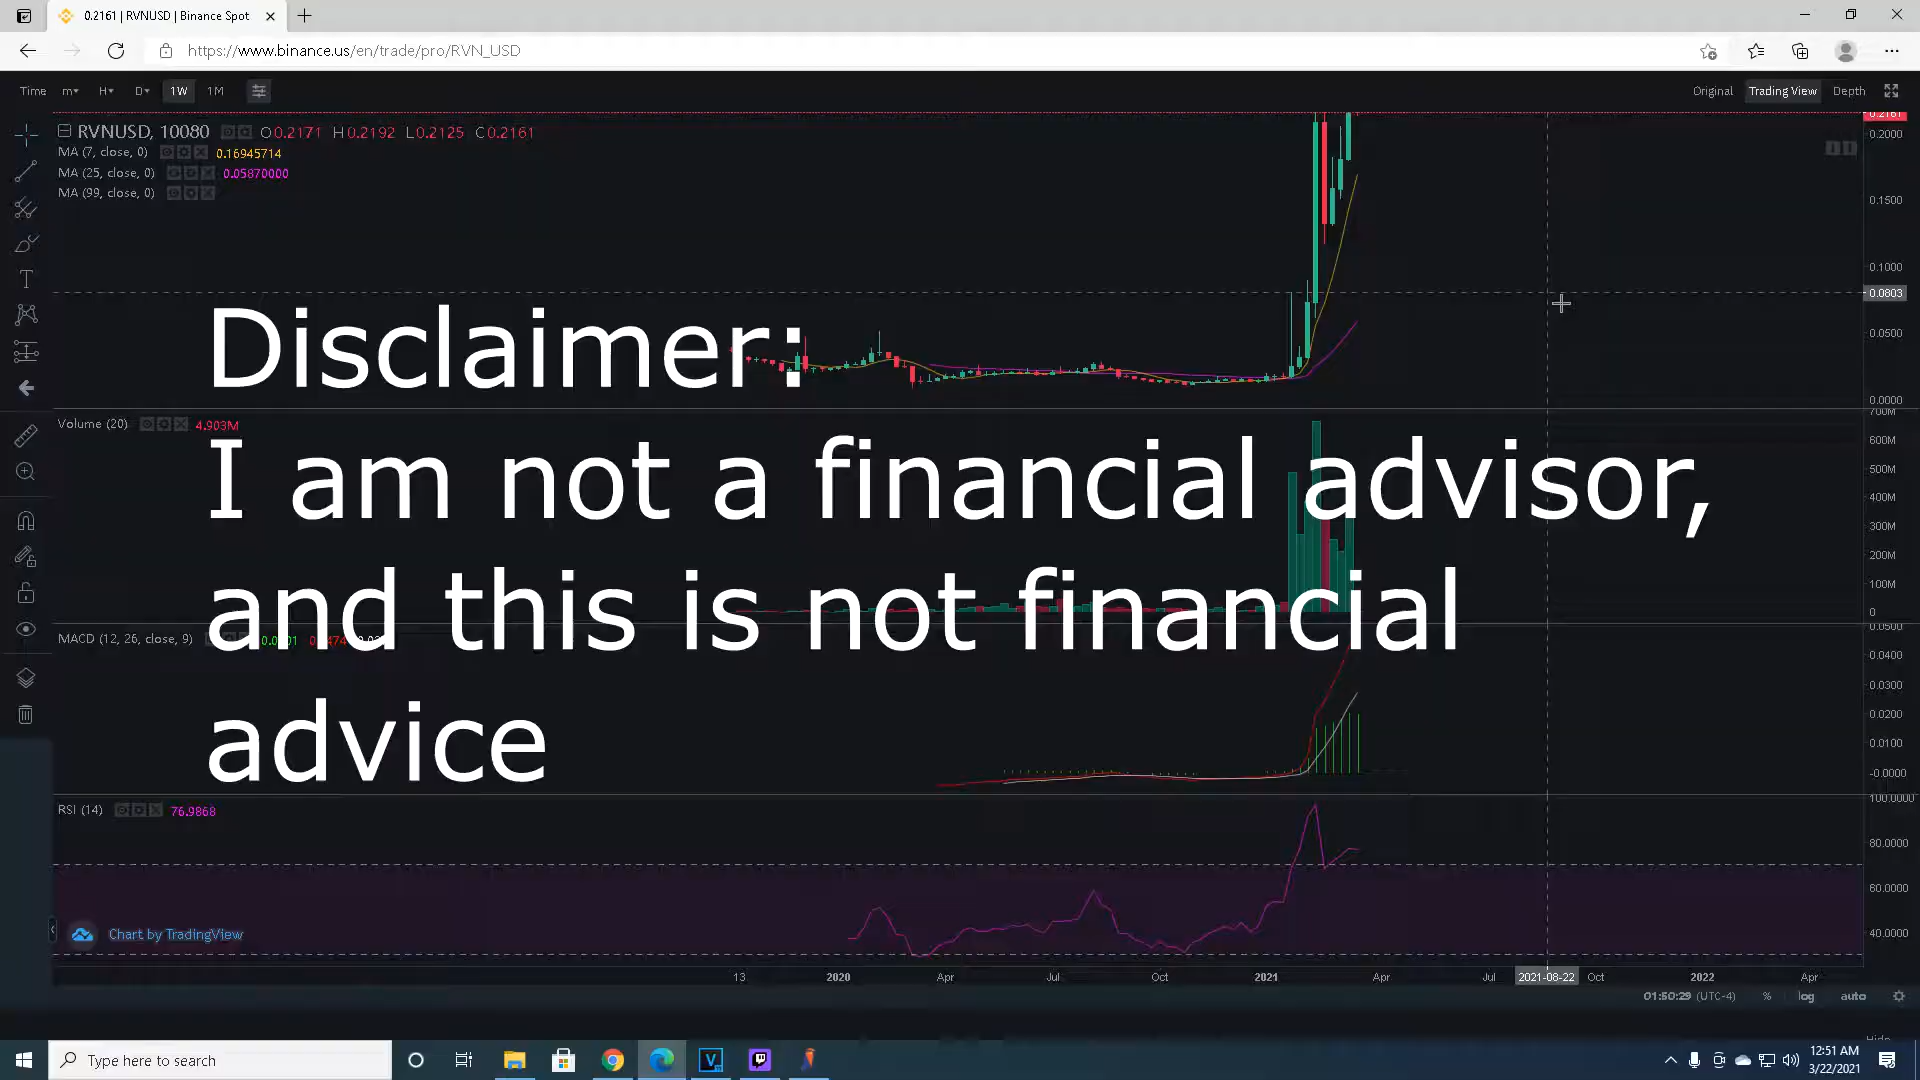 0.2161 | RVNUSD | Binance Spot
https://www.binance.us/en/trade/pro/RVN_USD
Time m H D 1W 1M Original Trading View Depth
RVNUSD, 10080 O0.2171 H0.2192 L0.2125 C0.2161
MA (7, close, 0) 0.16945714
MA (25, close, 0) 0.05870000
MA (99, close, 0)
0.2161
0.2000
0.1500
0.1000
0.0803
0.0500
0.0000
Disclaimer:
I am not a financial advisor,
and this is not financial
advice
Volume (20) 4.903M
700M
600M
500M
400M
300M
200M
100M
0
MACD (12, 26, close, 9)
0.0500
0.0400
0.0300
0.0200
0.0100
-0.0000
RSI (14) 76.9868
100.0000
80.0000
60.0000
40.0000
Chart by TradingView
13 2020 Apr Jul Oct 2021 Apr Jul 2021-08-22 Oct 2022 Apr
01:50:29 (UTC-4) % log auto
Type here to search
12:51 AM
3/22/2021